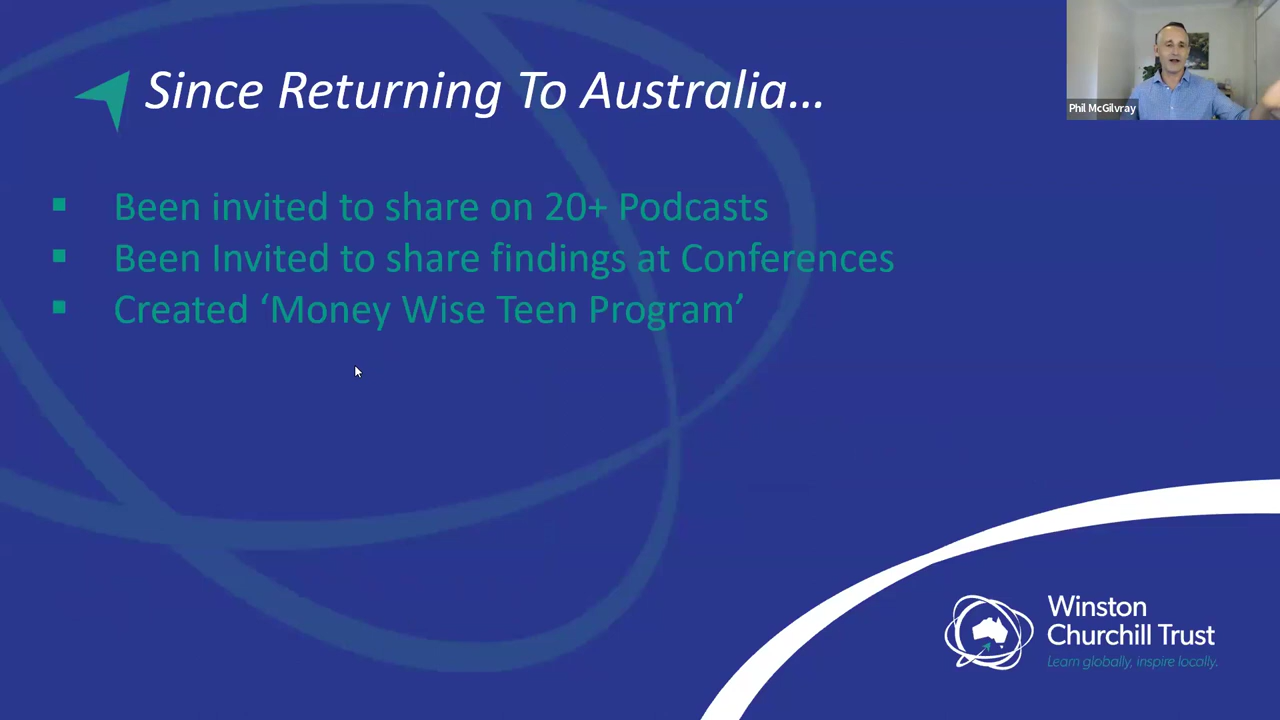 Since Returning To Australia...
Phil McGilvray
Been invited to share on 20+ Podcasts
Been Invited to share findings at Conferences
Created ‘Money Wise Teen Program’
Winston
Churchill Trust
Learn globally, inspire locally.